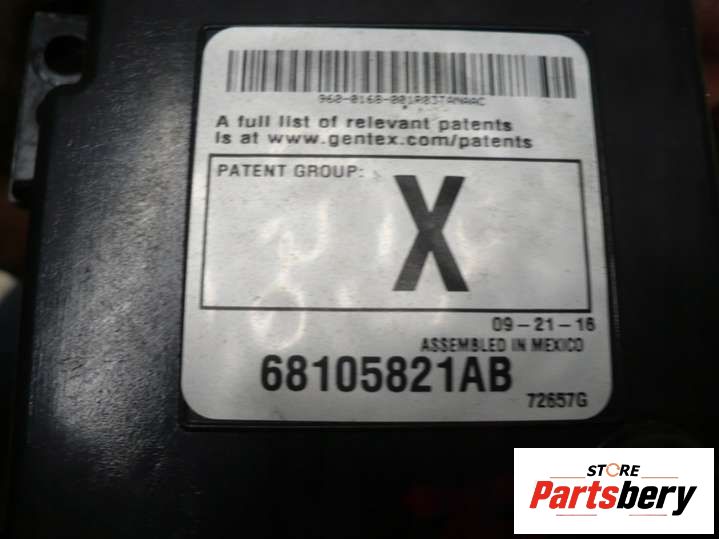 960-0168-001R03TANAAC
A full list of relevant patents
is at www.gentex.com/patents
PATENT GROUP:
X
09-21-16
ASSEMBLED IN MEXICO
68105821AB
72657G
STORE
Partsbery